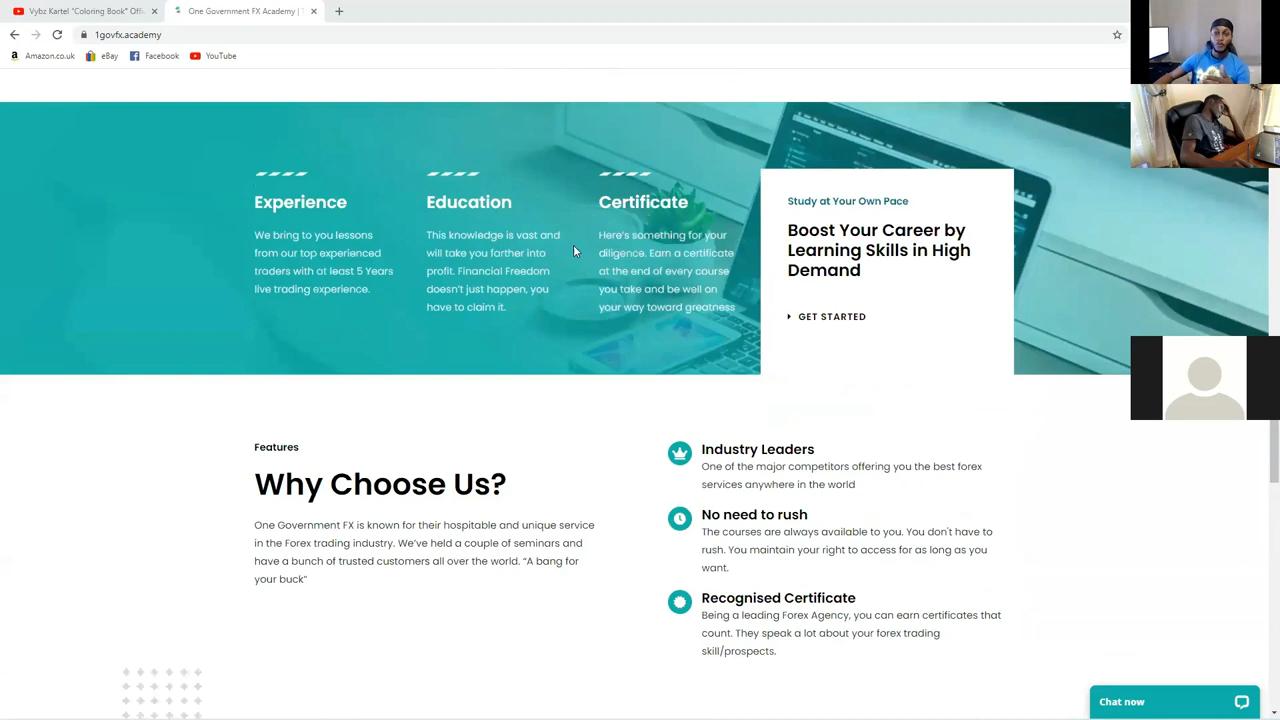 Vybz Kartel "Coloring Book" Offi
One Government FX Academy | T
1govfx.academy
Amazon.co.uk
eBay
Facebook
YouTube
Experience
We bring to you lessons
from our top experienced
traders with at least 5 Years
live trading experience.
Education
This knowledge is vast and
will take you farther into
profit. Financial Freedom
doesn't just happen, you
have to claim it.
Certificate
Here's something for your
diligence. Earn a certificate
at the end of every course
you take and be well on
your way toward greatness
Study at Your Own Pace
Boost Your Career by
Learning Skills in High
Demand
GET STARTED
Features
Why Choose Us?
One Government FX is known for their hospitable and unique service
in the Forex trading industry. We've held a couple of seminars and
have a bunch of trusted customers all over the world. "A bang for
your buck"
Industry Leaders
One of the major competitors offering you the best forex
services anywhere in the world
No need to rush
The courses are always available to you. You don't have to
rush. You maintain your right to access for as long as you
want.
Recognised Certificate
Being a leading Forex Agency, you can earn certificates that
count. They speak a lot about your forex trading
skill/prospects.
Chat now